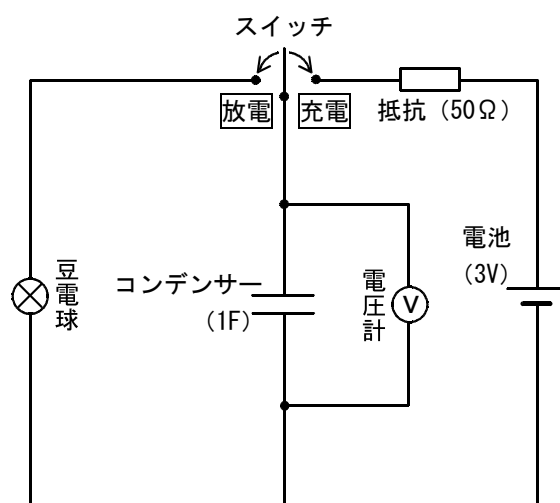 スイッチ
放電
充電
抵抗（50Ω）
豆電球
コンデンサー
（1F）
電圧計
V
電池
（3V）